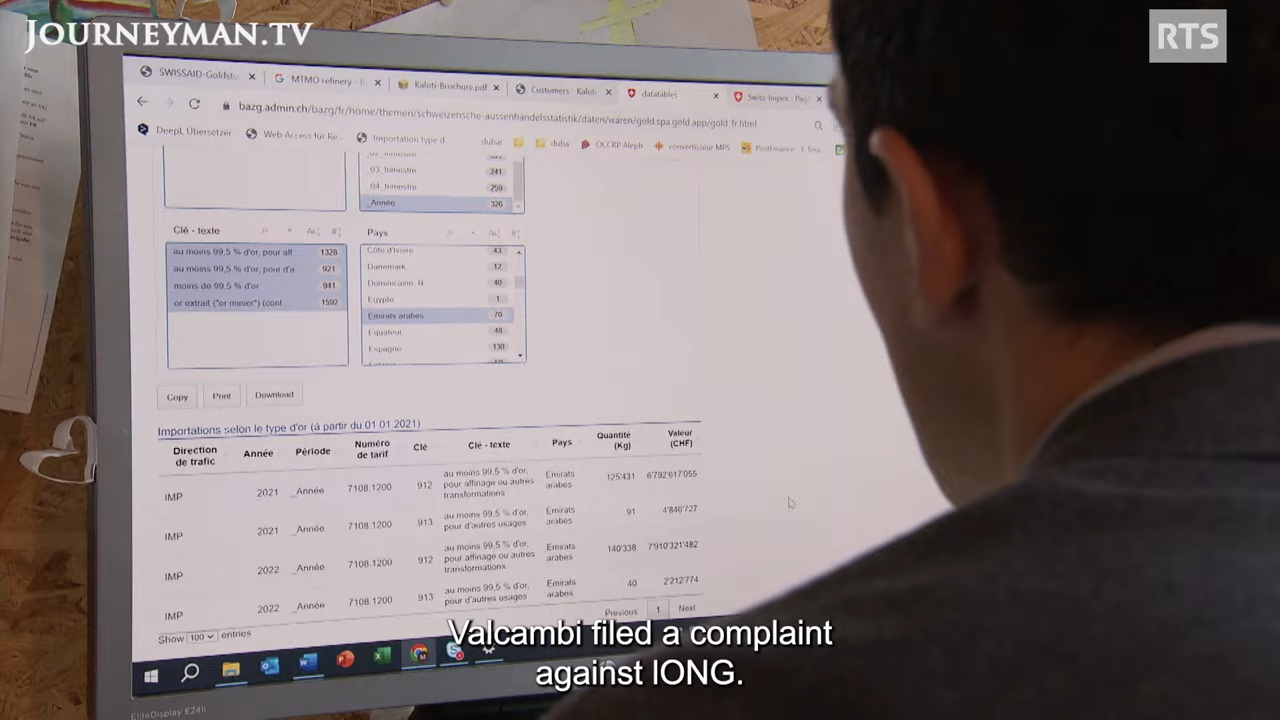 JOURNEYMAN.TV
RTS
SWISSAID-Goldst
MTMO refinery
Kaloti-Brochure.pdf
Customers - Kaloti
datatables
Swiss-Impex - Pag
bazg.admin.ch/bazg/fr/home/themen/schweizerische-aussenhandelsstatistik/daten/waren/gold.spa.gold.app/gold_fr.html
DeepL Übersetzer
Web Access für Re...
Importation type d...
dubai
duba
OCCRP Aleph
convertisseur MPS
PostFinance
_03_trimestre 241
_04_trimestre 259
_Année 326
Clé - texte
au moins 99,5 % d'or, pour aff 1328
au moins 99,5 % d'or, pour d'a 921
moins de 99,5 % d'or 941
or extrait ("or minier") (cont... 1592
Pays
Côte d'Ivoire 43
Danemark 12
Dominicaine, R 40
Egypte 1
Emirats arabes 70
Equateur 48
Espagne 130
Copy Print Download
Importations selon le type d'or (à partir du 01.01.2021)
Direction de trafic Année Période Numéro de tarif Clé Clé - texte Pays Quantité (Kg) Valeur (CHF)
IMP 2021 _Année 7108.1200 912 au moins 99,5 % d'or, pour affinage ou autres transformations Emirats arabes 125'431 6'792'617'055
IMP 2021 _Année 7108.1200 913 au moins 99,5 % d'or, pour d'autres usages Emirats arabes 91 4'846'727
IMP 2022 _Année 7108.1200 912 au moins 99,5 % d'or, pour affinage ou autres transformations Emirats arabes 140'338 7'910'321'482
IMP 2022 _Année 7108.1200 913 au moins 99,5 % d'or, pour d'autres usages Emirats arabes 40 2'212'774
Show 100 entries
Previous 1 Next
Valcambi filed a complaint
against lONG.
EliteDisplay E24i